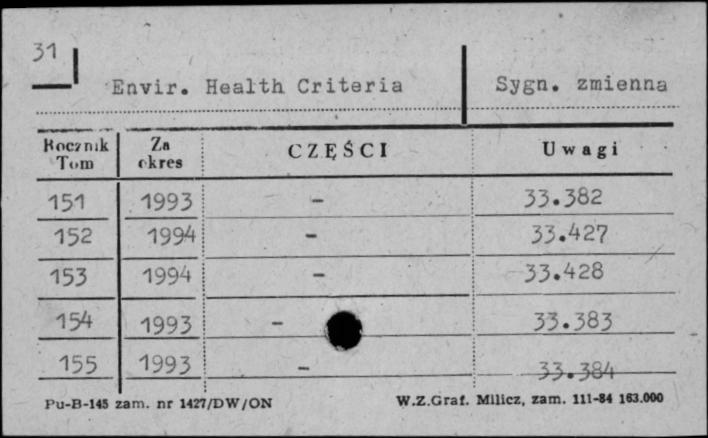 31
Envir. Health Criteria Sygn. zmienna
Rocznik Tom Za okres CZĘŚCI Uwagi
151 1993 - 33.382
152 1994 - 33.427
153 1994 - 33.428
154 1993 - 33.383
155 1993 - 33.384
Pu-B-145 zam. nr 1427/DW/ON W.Z.Graf. Milicz, zam. 111-84 163.000